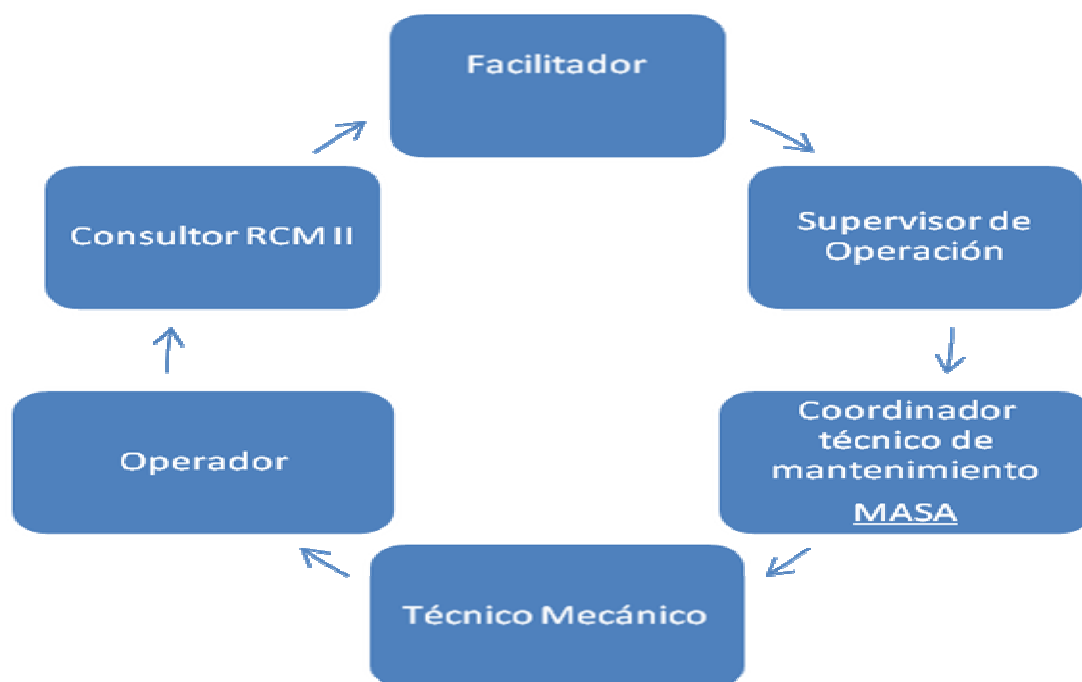 Facilitador
Supervisor de
Operación
Coordinador
técnico de
mantenimiento
MASA
Técnico Mecánico
Operador
Consultor RCM II